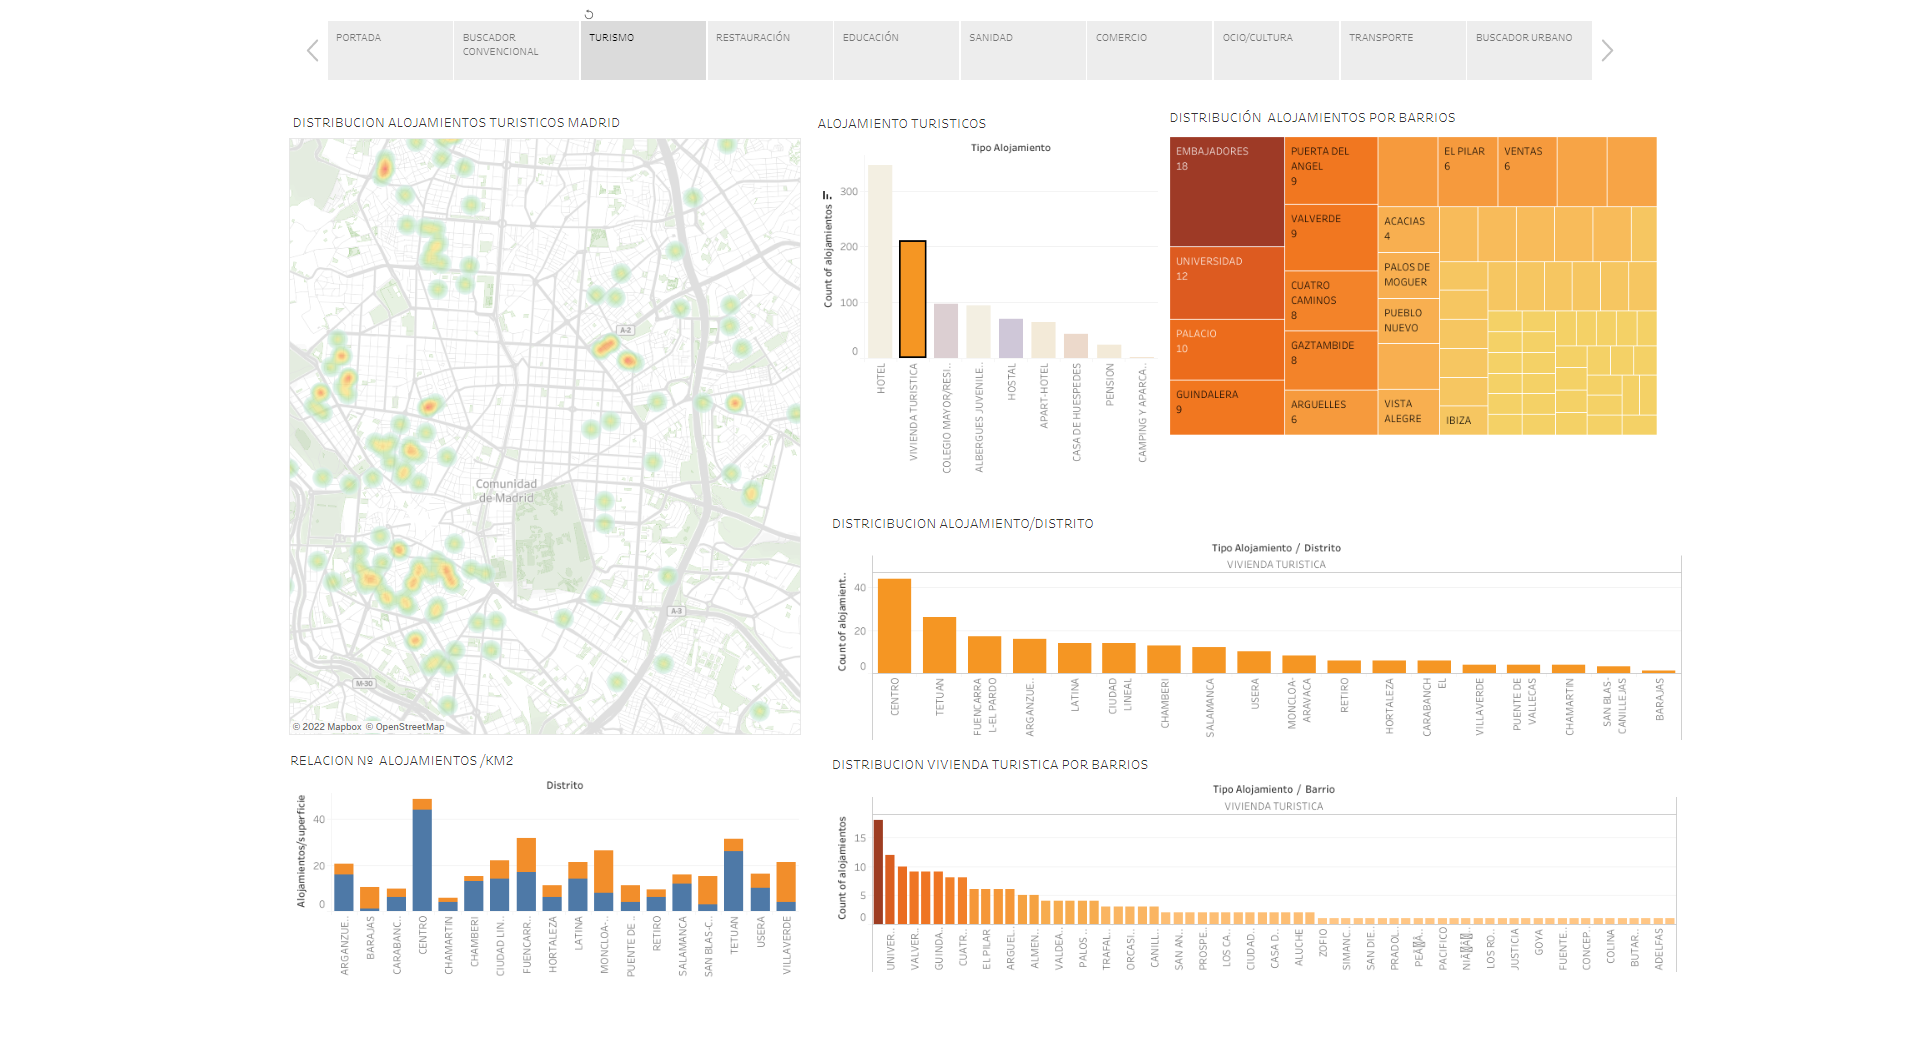 PORTADA
BUSCADOR
CONVENCIONAL
TURISMO
RESTAURACIÓN
EDUCACIÓN
SANIDAD
COMERCIO
OCIO/CULTURA
TRANSPORTE
BUSCADOR URBANO
DISTRIBUCION ALOJAMIENTOS TURISTICOS MADRID
A-2
Comunidad
de Madrid
A-3
M-30
© 2022 Mapbox © OpenStreetMap
ALOJAMIENTO TURISTICOS
Tipo Alojamiento
Count of alojamientos
300
200
100
0
HOTEL
VIVIENDA TURISTICA
COLEGIO MAYOR/RESI..
ALBERGUES JUVENILE..
HOSTAL
APART-HOTEL
CASA DE HUESPEDES
PENSION
CAMPING Y APARCA..
DISTRIBUCIÓN ALOJAMIENTOS POR BARRIOS
EMBAJADORES
18
UNIVERSIDAD
12
PALACIO
10
GUINDALERA
9
PUERTA DEL
ANGEL
9
VALVERDE
9
CUATRO
CAMINOS
8
GAZTAMBIDE
8
ARGUELLES
6
EL PILAR
6
VENTAS
6
ACACIAS
4
PALOS DE
MOGUER
PUEBLO
NUEVO
VISTA
ALEGRE
IBIZA
DISTRICIBUCION ALOJAMIENTO/DISTRITO
Tipo Alojamiento / Distrito
VIVIENDA TURISTICA
Count of alojamient..
40
20
0
CENTRO
TETUAN
FUENCARRA
L-EL PARDO
ARGANZUE..
LATINA
CIUDAD
LINEAL
CHAMBERI
SALAMANCA
USERA
MONCLOA-
ARAVACA
RETIRO
HORTALEZA
CARABANCH
EL
VILLAVERDE
PUENTE DE
VALLECAS
CHAMARTIN
SAN BLAS-
CANILLEJAS
BARAJAS
RELACION Nº ALOJAMIENTOS /KM2
Distrito
Alojamientos/superficie
40
20
0
ARGANZUE..
BARAJAS
CARABANC..
CENTRO
CHAMARTIN
CHAMBERI
CIUDAD LIN..
FUENCARR..
HORTALEZA
LATINA
MONCLOA-..
PUENTE DE ..
RETIRO
SALAMANCA
SAN BLAS-C..
TETUAN
USERA
VILLAVERDE
DISTRIBUCION VIVIENDA TURISTICA POR BARRIOS
Tipo Alojamiento / Barrio
VIVIENDA TURISTICA
Count of alojamientos
15
10
5
0
UNIVER..
VALVER..
GUINDA..
CUATR..
EL PILAR
ARGUEL..
ALMEN..
VALDEA..
PALOS ..
TRAFAL..
ORCASI..
CANILL..
SAN AN..
PROSPE..
LOS CA..
CIUDAD..
CASA D..
ALUCHE
ZOFIO
SIMANC..
SAN DIE..
PRADOL..
PACIFICO
LOS RO..
JUSTICIA
GOYA
FUENTE..
CONCEP..
COLINA
BUTAR..
ADELFAS